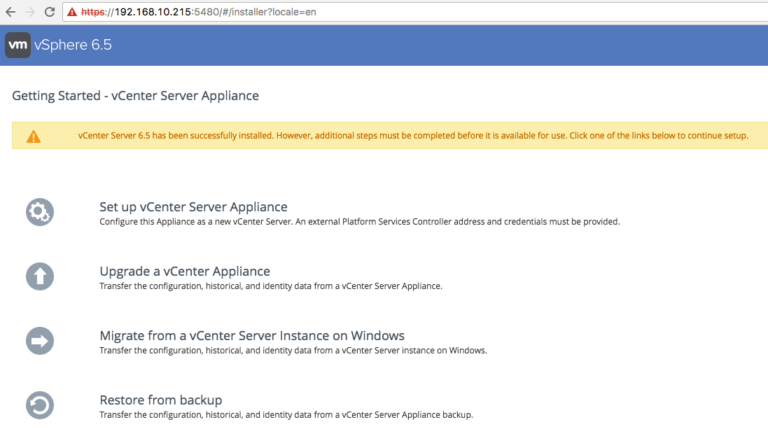 https://192.168.10.215:5480/#/installer?locale=en
vm vSphere 6.5
Getting Started - vCenter Server Appliance
vCenter Server 6.5 has been successfully installed. However, additional steps must be completed before it is available for use. Click one of the links below to continue setup.
Set up vCenter Server Appliance
Configure this Appliance as a new vCenter Server. An external Platform Services Controller address and credentials must be provided.
Upgrade a vCenter Appliance
Transfer the configuration, historical, and identity data from a vCenter Server Appliance.
Migrate from a vCenter Server Instance on Windows
Transfer the configuration, historical, and identity data from a vCenter Server instance on Windows.
Restore from backup
Transfer the configuration, historical, and identity data from a vCenter Server Appliance backup.